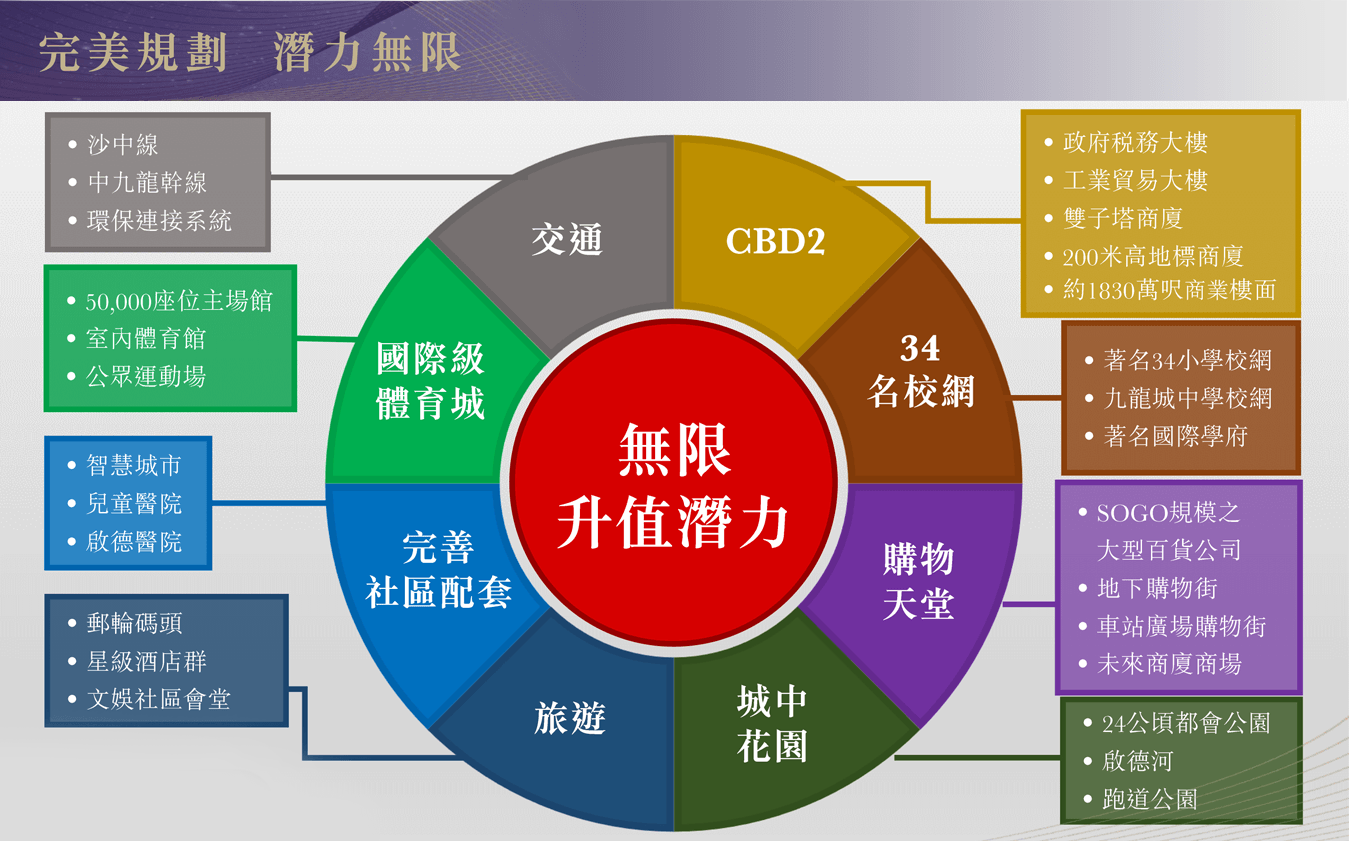 完美規劃 潛力無限
• 沙中線
• 中九龍幹線
• 環保連接系統
交通
• 50,000座位主場館
• 室內體育館
• 公眾運動場
國際級
體育城
• 智慧城市
• 兒童醫院
• 啟德醫院
完善
社區配套
• 郵輪碼頭
• 星級酒店群
• 文娛社區會堂
旅遊
無限
升值潛力
CBD2
• 政府税務大樓
• 工業貿易大樓
• 雙子塔商廈
• 200米高地標商廈
• 約1830萬呎商業樓面
34
名校網
• 著名34小學校網
• 九龍城中學校網
• 著名國際學府
購物
天堂
• SOGO規模之
大型百貨公司
• 地下購物街
• 車站廣場購物街
• 未來商廈商場
城中
花園
• 24公頃都會公園
• 啟德河
• 跑道公園